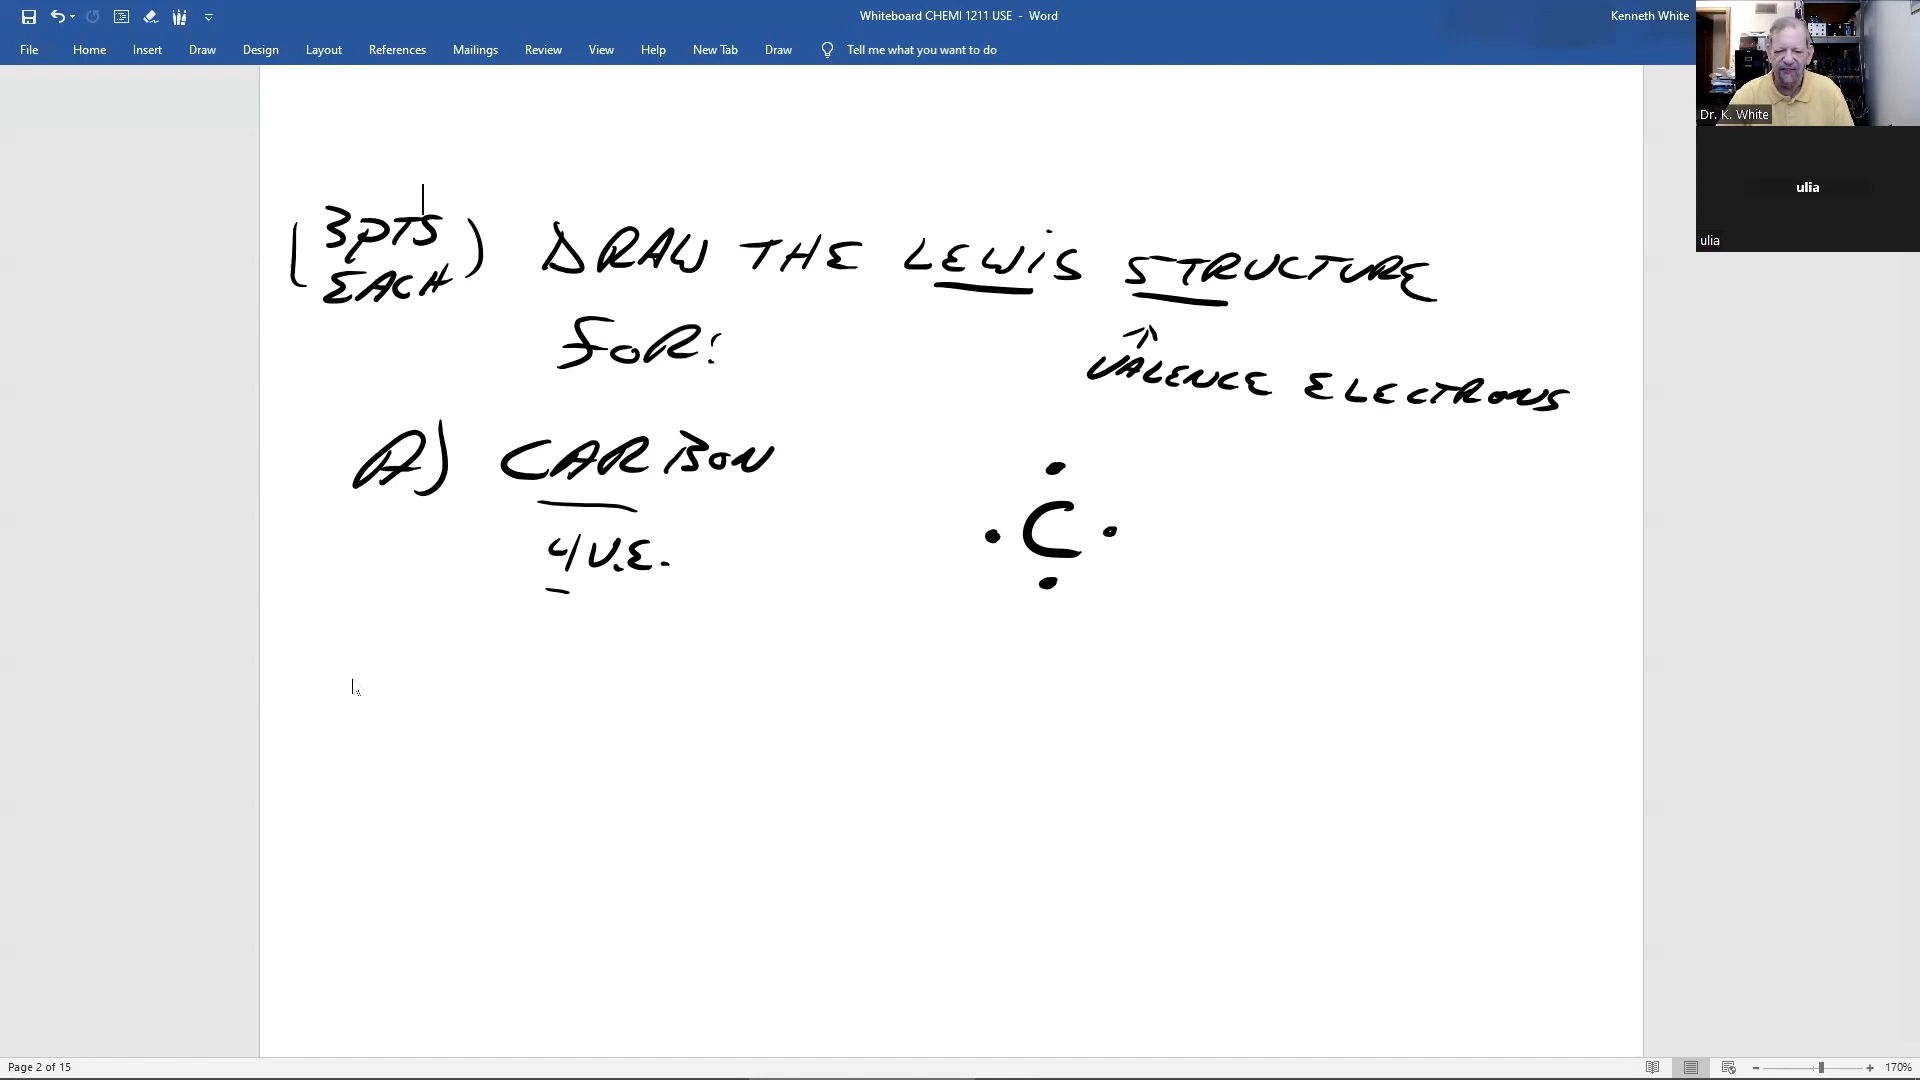 Whiteboard CHEMI 1211 USE - Word
Kenneth White
File Home Insert Draw Design Layout References Mailings Review View Help New Tab Draw Tell me what you want to do
Dr. K. White
ulia
ulia
(3 PTS EACH) DRAW THE LEWIS STRUCTURE
FOR:
↑
VALENCE ELECTRONS
A) CARBON
C
4 V.E.
Page 2 of 15
170%